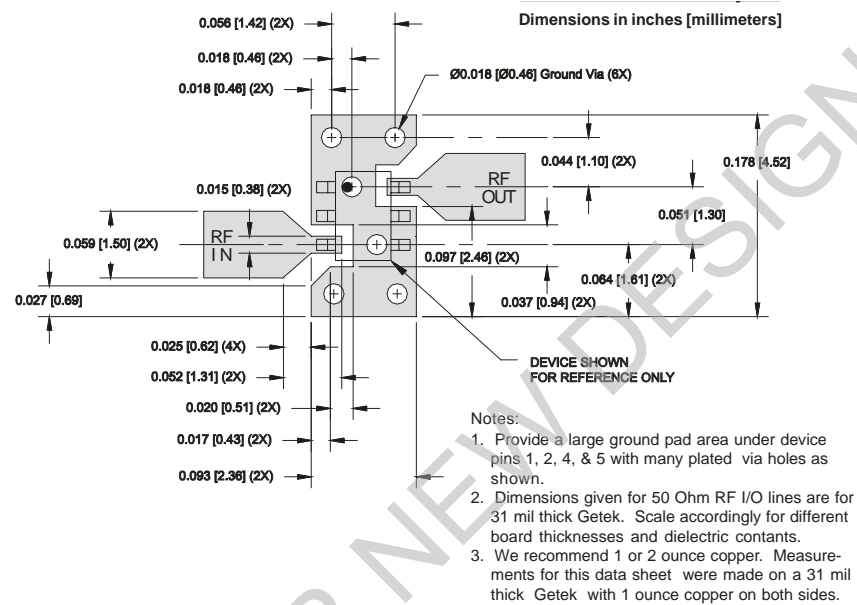 Dimensions in inches [millimeters]
0.056 [1.42] (2X)
0.018 [0.46] (2X)
0.018 [0.46] (2X)
Ø0.018 [Ø0.46] Ground Via (6X)
0.044 [1.10] (2X)
0.178 [4.52]
0.015 [0.38] (2X)
RF
OUT
0.051 [1.30]
0.059 [1.50] (2X)
RF
I N
0.097 [2.46] (2X)
0.064 [1.61] (2X)
0.027 [0.69]
0.037 [0.94] (2X)
0.025 [0.62] (4X)
0.052 [1.31] (2X)
0.020 [0.51] (2X)
0.017 [0.43] (2X)
0.093 [2.36] (2X)
DEVICE SHOWN
FOR REFERENCE ONLY
Notes:
1. Provide a large ground pad area under device
pins 1, 2, 4, & 5 with many plated via holes as
shown.
2. Dimensions given for 50 Ohm RF I/O lines are for
31 mil thick Getek. Scale accordingly for different
board thicknesses and dielectric contants.
3. We recommend 1 or 2 ounce copper. Measure-
ments for this data sheet were made on a 31 mil
thick Getek with 1 ounce copper on both sides.
NEW DESIGN